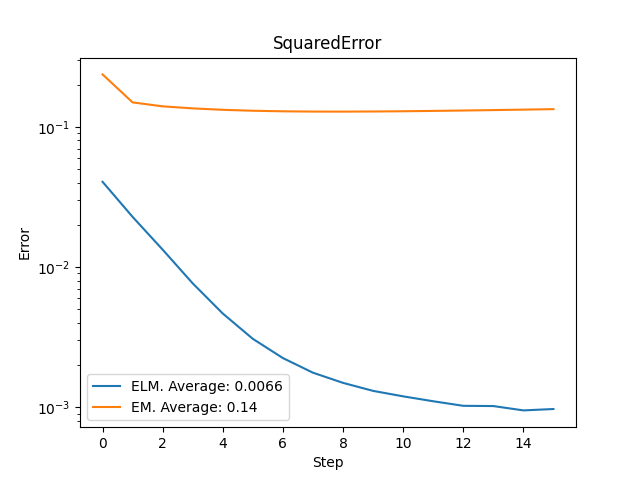 SquaredError
Error
10⁻¹
10⁻²
10⁻³
ELM. Average: 0.0066
EM. Average: 0.14
0 2 4 6 8 10 12 14
Step